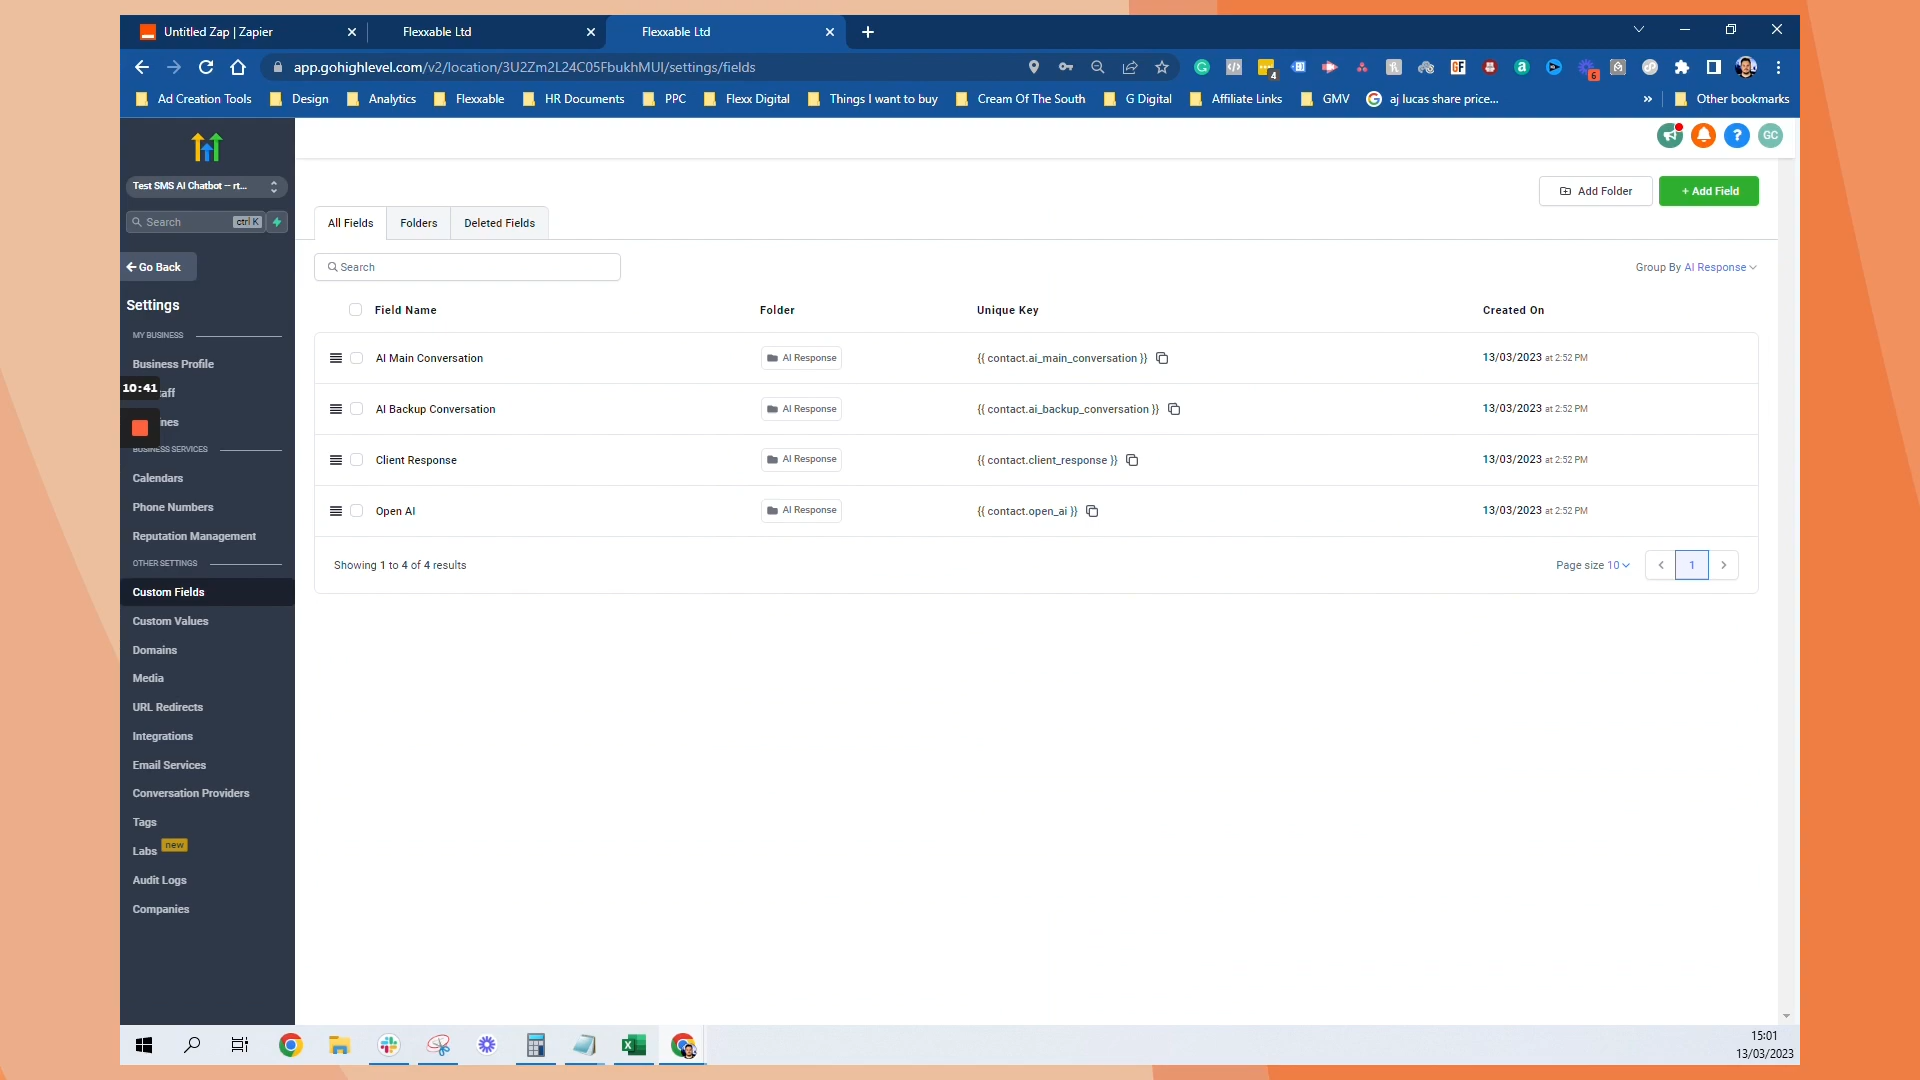 Untitled Zap | Zapier
Flexxable Ltd
Flexxable Ltd
app.gohighlevel.com/v2/location/3U2Zm2L24C05FbukhMUI/settings/fields
Ad Creation Tools
Design
Analytics
Flexxable
HR Documents
PPC
Flexx Digital
Things I want to buy
Cream Of The South
G Digital
Affiliate Links
GMV
aj lucas share price...
»
Other bookmarks
GC
Test SMS AI Chatbot – rt...
Search
ctrl K
Go Back
Settings
MY BUSINESS
Business Profile
10:41
aff
nes
BUSINESS SERVICES
Calendars
Phone Numbers
Reputation Management
OTHER SETTINGS
Custom Fields
Custom Values
Domains
Media
URL Redirects
Integrations
Email Services
Conversation Providers
Tags
Labs new
Audit Logs
Companies
Add Folder
+ Add Field
All Fields
Folders
Deleted Fields
Search
Group By AI Response
Field Name Folder Unique Key Created On
AI Main Conversation AI Response {{ contact.ai_main_conversation }} 13/03/2023 at 2:52 PM
AI Backup Conversation AI Response {{ contact.ai_backup_conversation }} 13/03/2023 at 2:52 PM
Client Response AI Response {{ contact.client_response }} 13/03/2023 at 2:52 PM
Open AI AI Response {{ contact.open_ai }} 13/03/2023 at 2:52 PM
Showing 1 to 4 of 4 results
Page size 10
1
15:01
13/03/2023